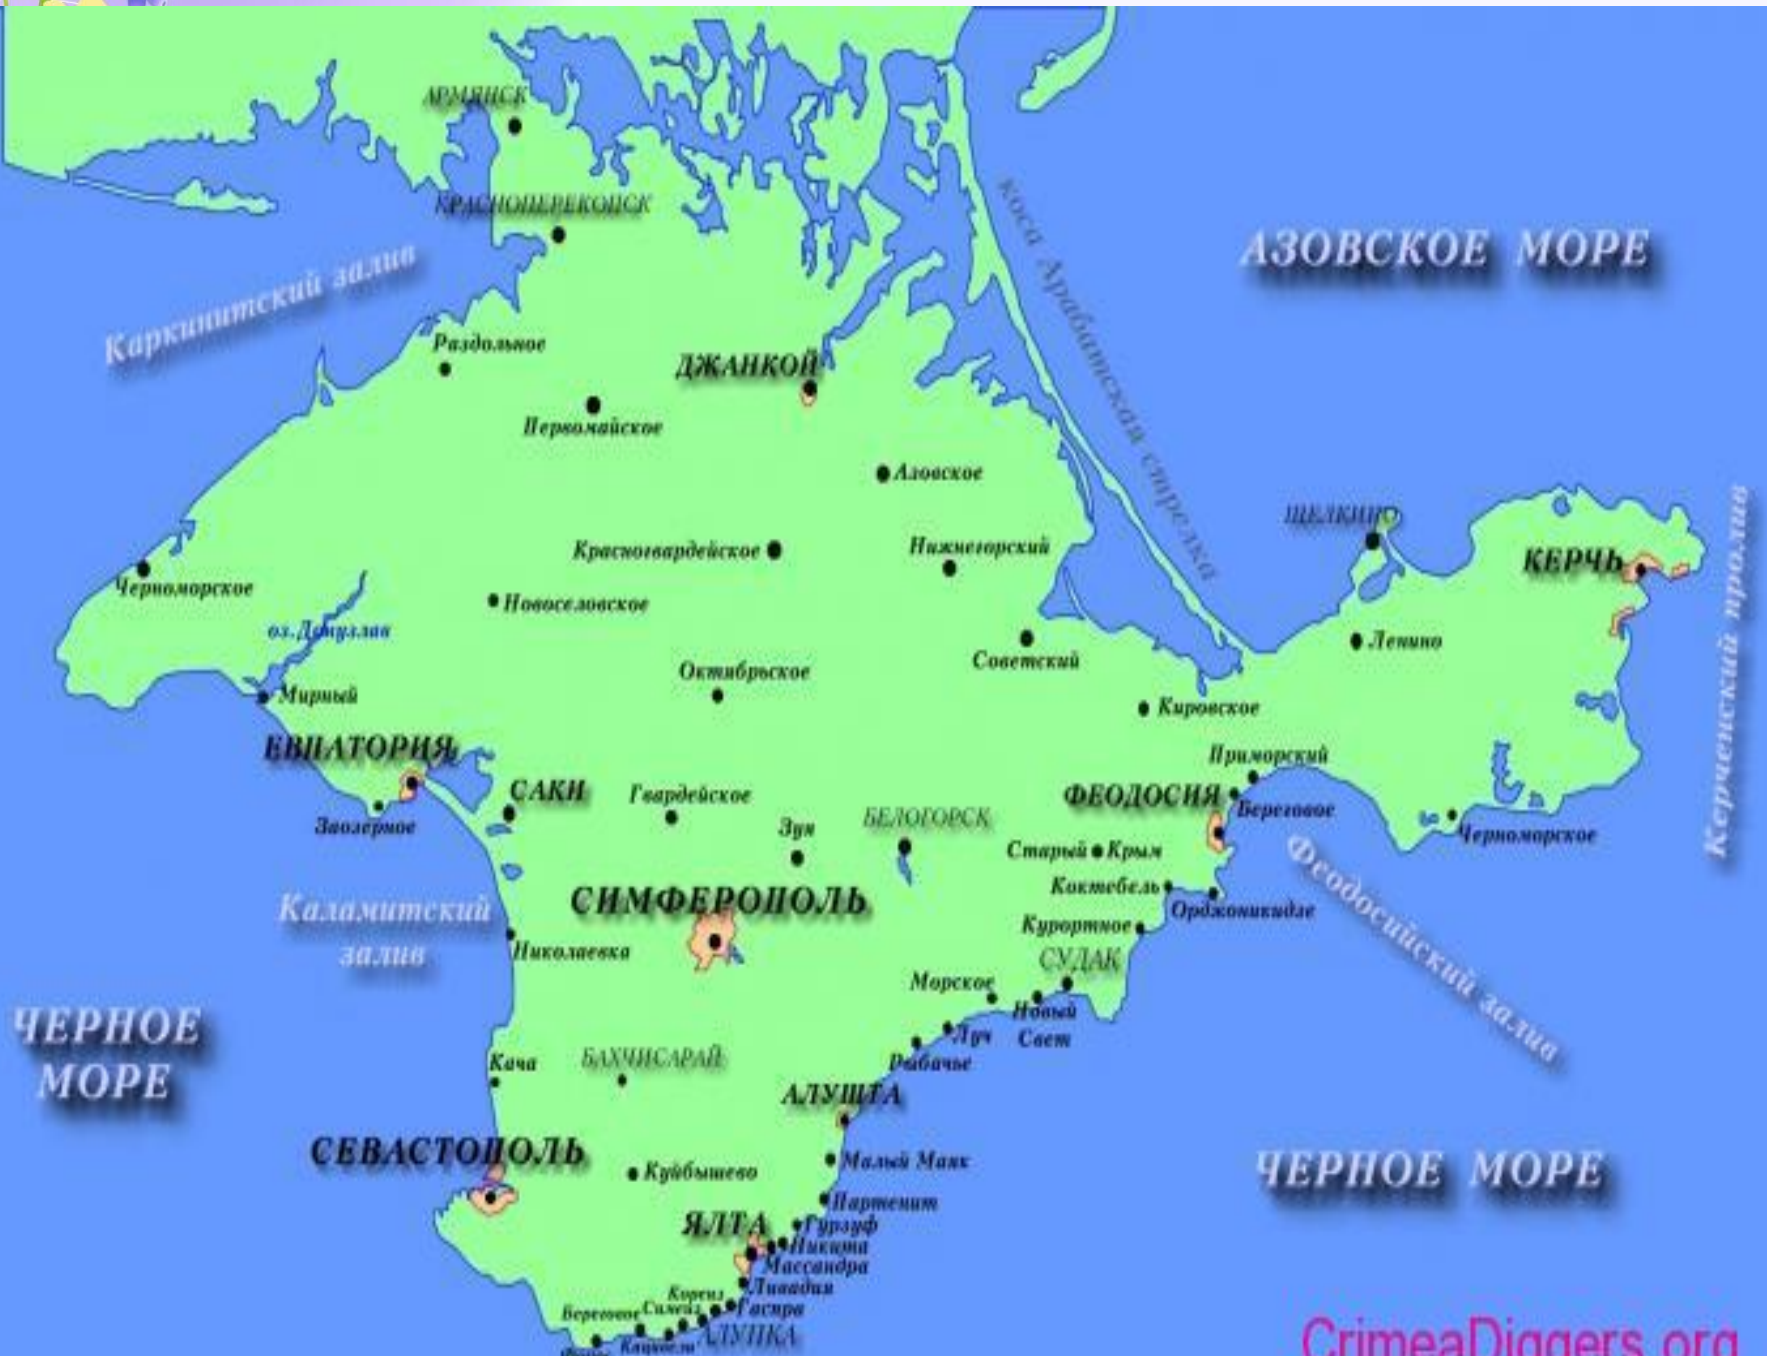 АРМЯНСК
КРАСНОПЕРЕКОПСК
коса Арабатская стрелка
АЗОВСКОЕ МОРЕ
Каркинитский залив
Раздольное
ДЖАНКОЙ
Первомайское
Азовское
ЩЕЛКИНО
Керченский пролив
Красногвардейское
Нижнегорский
КЕРЧЬ
Черноморское
Новоселовское
оз.Донузлав
Ленино
Октябрьское
Советский
Мирный
Кировское
ЕВПАТОРИЯ
Приморский
САКИ
Гвардейское
ФЕОДОСИЯ
Береговое
Заозерное
Зуя
БЕЛОГОРСК
Черноморское
Старый Крым
Феодосийский залив
Коктебель
СИМФЕРОПОЛЬ
Орджоникидзе
Каламитский
залив
Курортное
Николаевка
СУДАК
Морское
Новый
Свет
ЧЕРНОЕ
МОРЕ
Луч
Рыбачье
Кача
БАХЧИСАРАЙ
АЛУШТА
СЕВАСТОПОЛЬ
Малый Маяк
ЧЕРНОЕ МОРЕ
Куйбышево
Партенит
ЯЛТА
Гурзуф
Никита
Массандра
Ливадия
Кореиз
Гаспра
Береговое
Симеиз
АЛУПКА
Кацивели
CrimeaDiggers.org